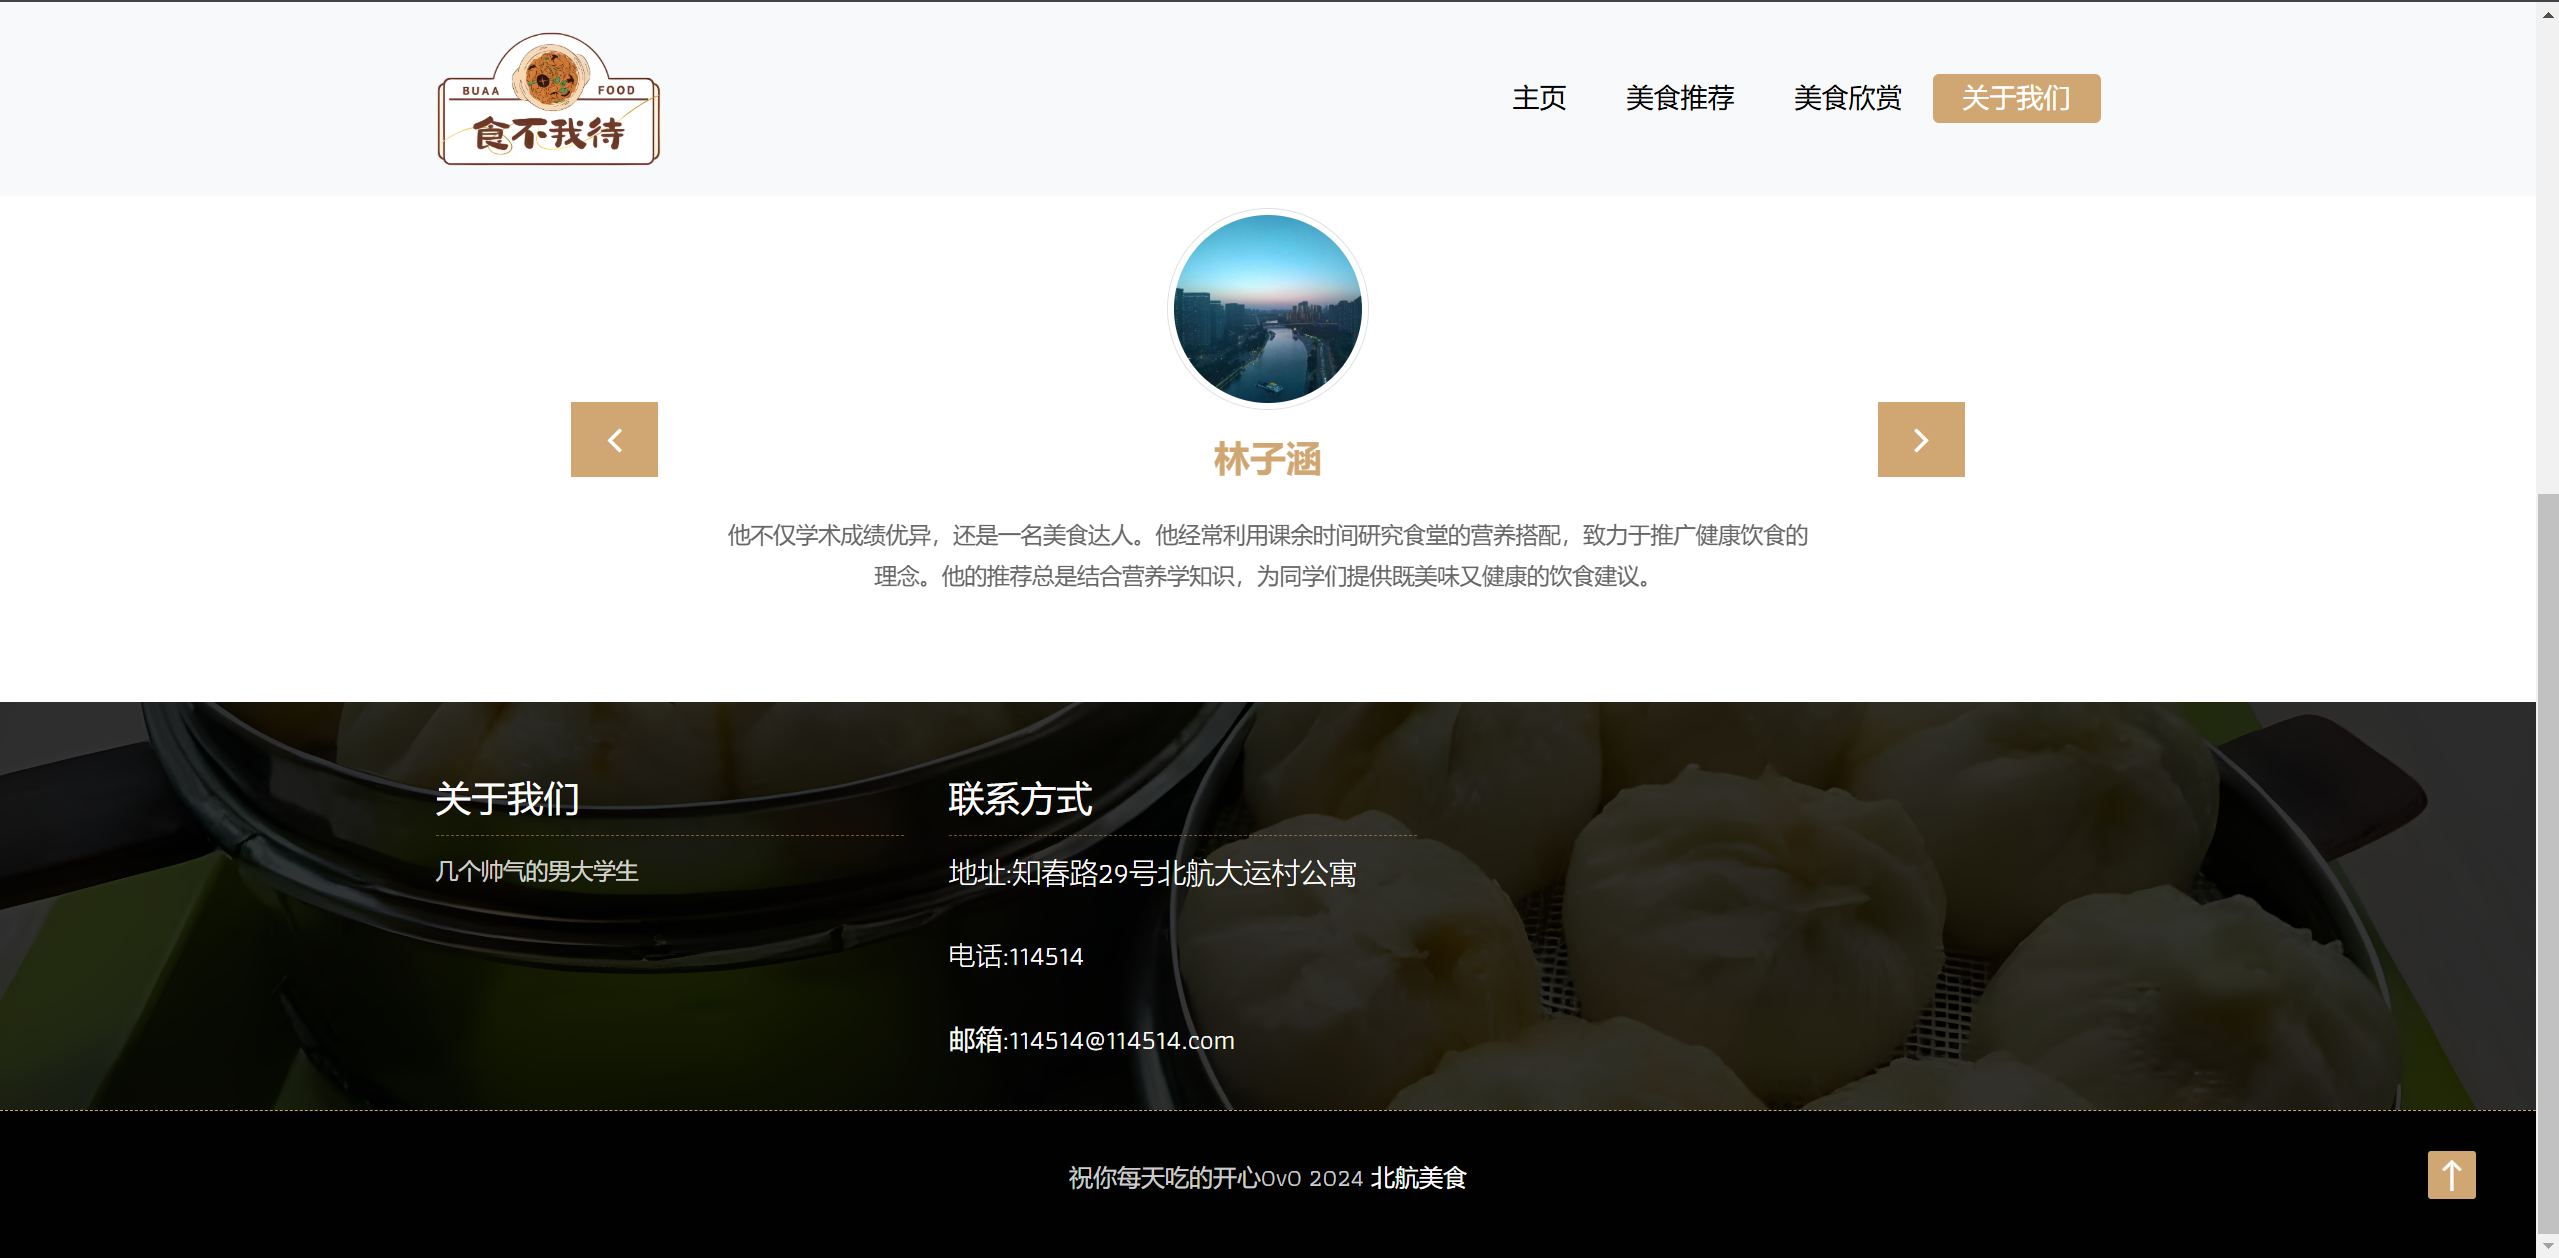 BUAA FOOD
食不我待
主页 美食推荐 美食欣赏 关于我们
林子涵
他不仅学术成绩优异，还是一名美食达人。他经常利用课余时间研究食堂的营养搭配，致力于推广健康饮食的
理念。他的推荐总是结合营养学知识，为同学们提供既美味又健康的饮食建议。
关于我们
几个帅气的男大学生
联系方式
地址:知春路29号北航大运村公寓
电话:114514
邮箱:114514@114514.com
祝你每天吃的开心OvO 2024 北航美食